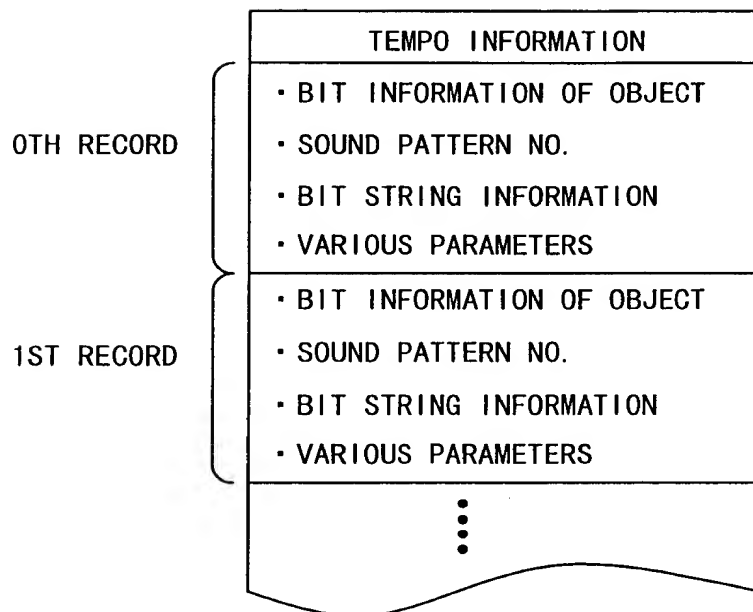 TEMPO INFORMATION
0TH RECORD
・BIT INFORMATION OF OBJECT
・SOUND PATTERN NO.
・BIT STRING INFORMATION
・VARIOUS PARAMETERS
1ST RECORD
・BIT INFORMATION OF OBJECT
・SOUND PATTERN NO.
・BIT STRING INFORMATION
・VARIOUS PARAMETERS